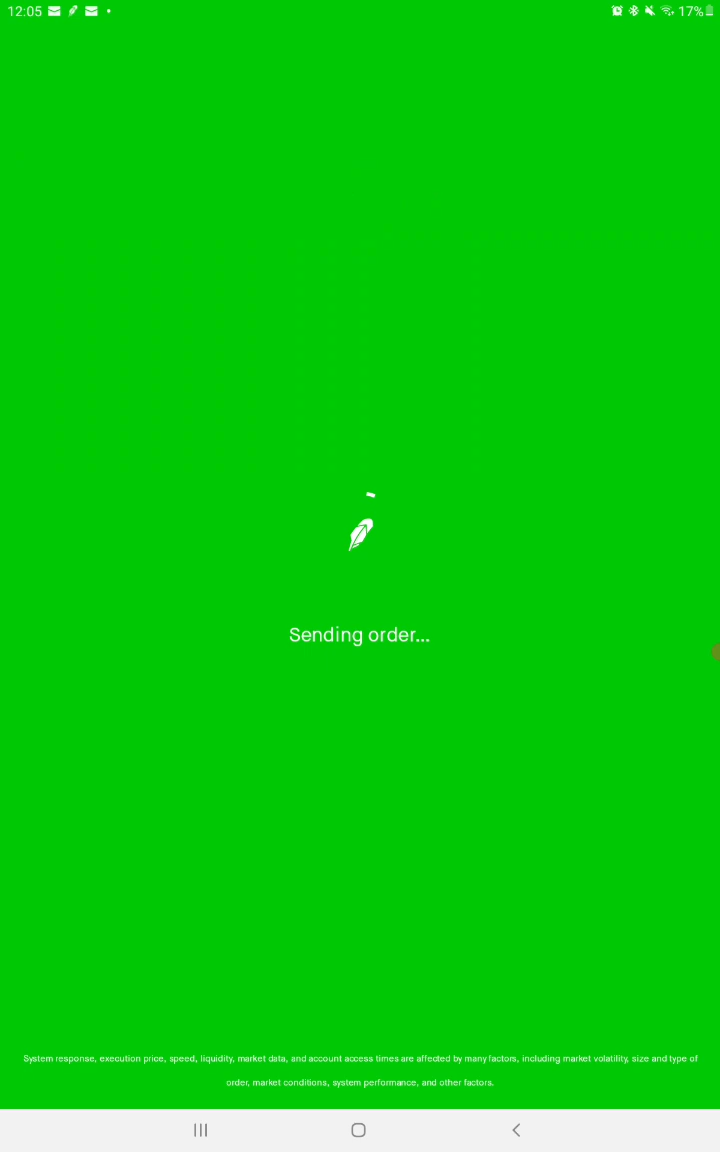 12:05 17%
Sending order...
System response, execution price, speed, liquidity, market data, and account access times are affected by many factors, including market volatility, size and type of
order, market conditions, system performance, and other factors.